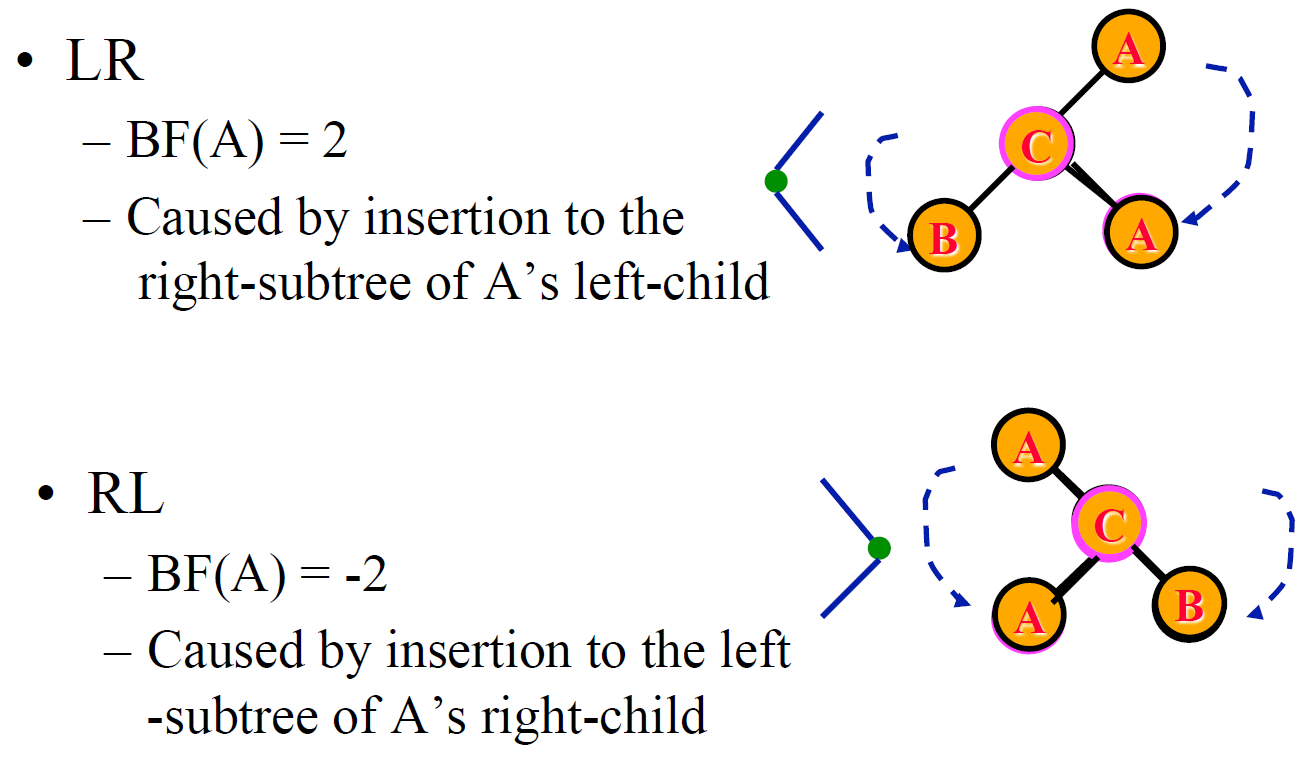 • LR
– BF(A) = 2
– Caused by insertion to the
right-subtree of A’s left-child
A
C
B
A
• RL
– BF(A) = -2
– Caused by insertion to the left
-subtree of A’s right-child
A
C
A
B